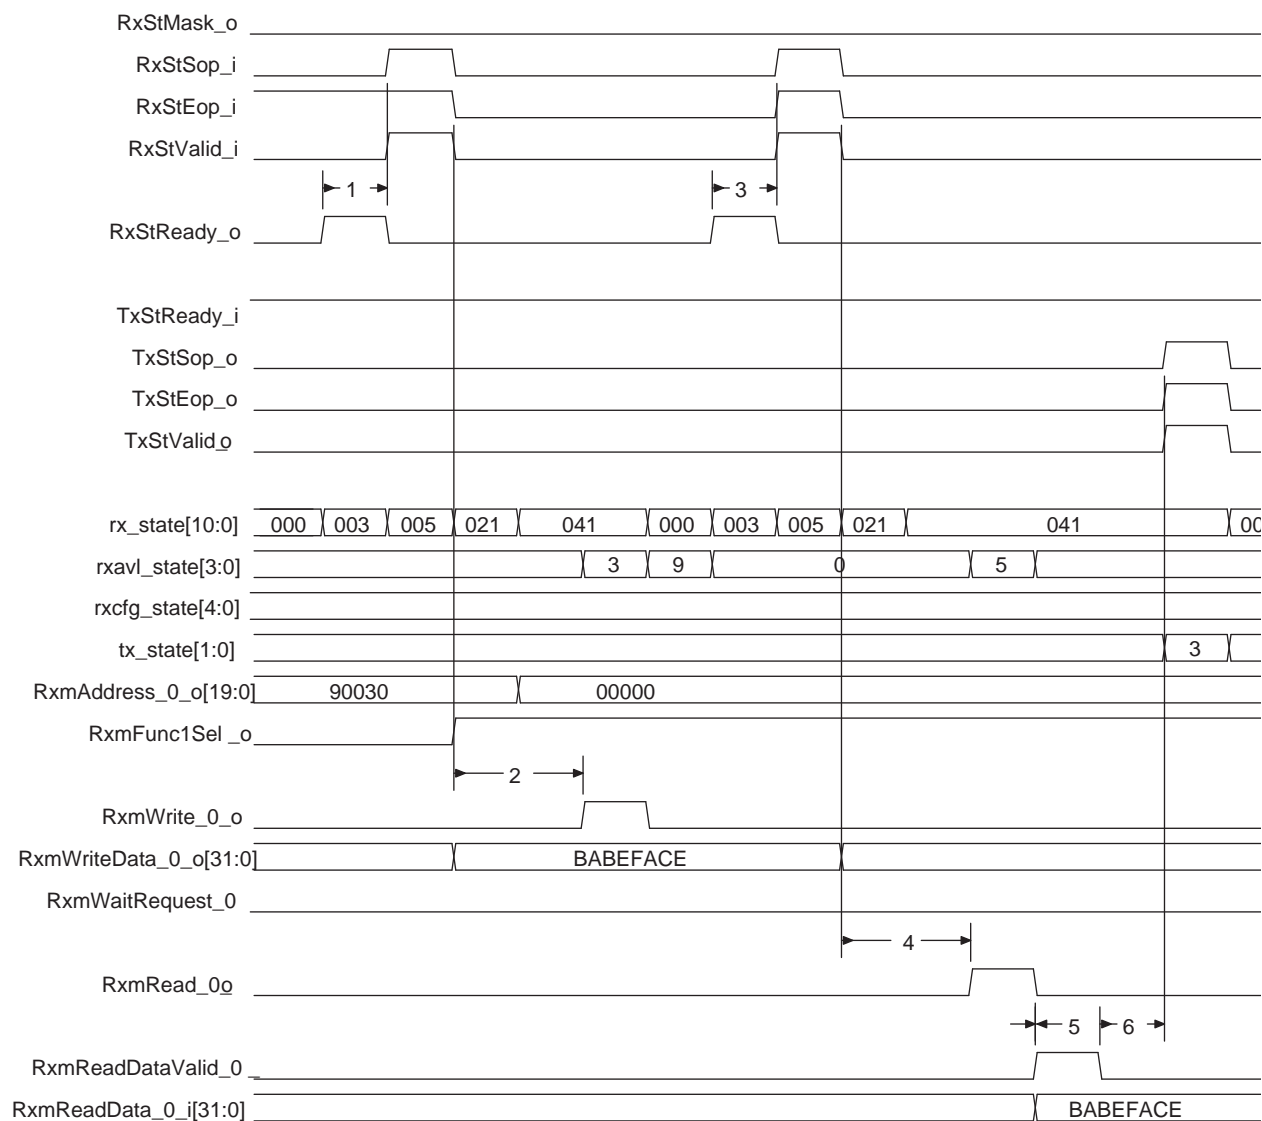 RxStMask_o
RxStSop_i
RxStEop_i
RxStValid_i
1 3
RxStReady_o
TxStReady_i
TxStSop_o
TxStEop_o
TxStValid_o
rx_state[10:0] 000 003 005 021 041 000 003 005 021 041 00
rxavl_state[3:0] 3 9 0 5
rxcfg_state[4:0]
tx_state[1:0] 3
RxmAddress_0_o[19:0] 90030 00000
RxmFunc1Sel _o
2
RxmWrite_0_o
RxmWriteData_0_o[31:0] BABEFACE
RxmWaitRequest_0
4
RxmRead_0_o
5 6
RxmReadDataValid_0 _
RxmReadData_0_i[31:0] BABEFACE